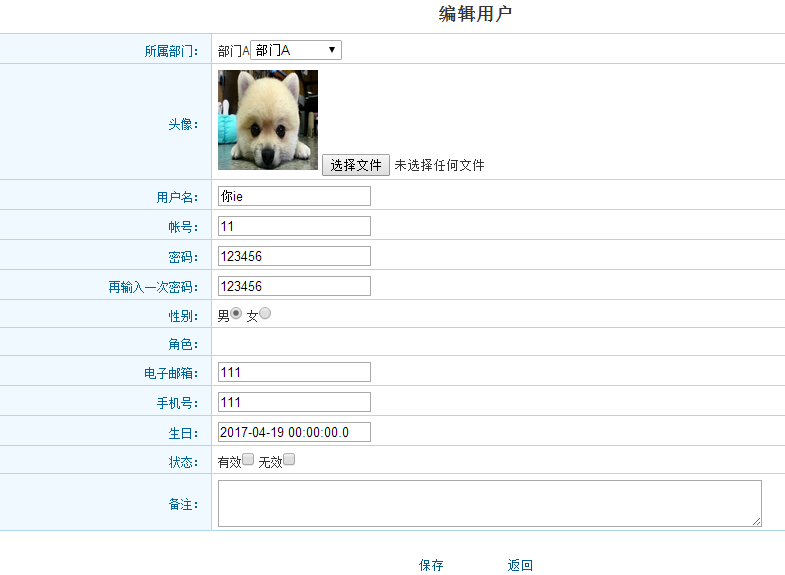 编辑用户
所属部门： 部门A 部门A
头像： 选择文件 未选择任何文件
用户名： 你ie
帐号： 11
密码： 123456
再输入一次密码： 123456
性别： 男 女
角色：
电子邮箱： 111
手机号： 111
生日： 2017-04-19 00:00:00.0
状态： 有效 无效
备注：
保存 返回